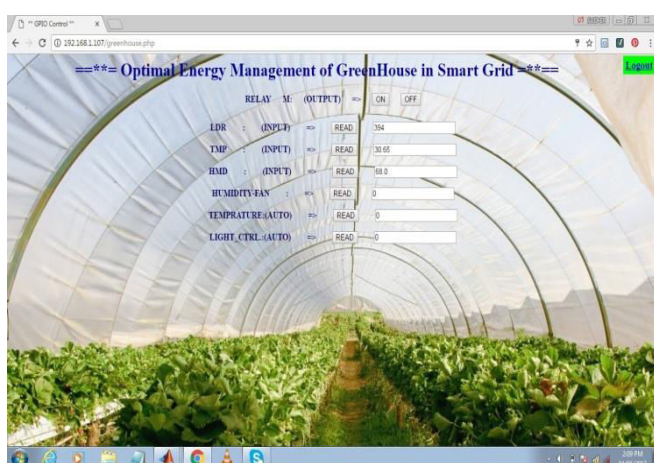 ** GPIO Control **
192.168.1.107/greenhouse.php
==**= Optimal Energy Management of GreenHouse in Smart Grid =**==
Logout
RELAY M: (OUTPUT) => ON OFF
LDR : (INPUT) => READ 394
TMP : (INPUT) => READ 30.65
HMD : (INPUT) => READ 68.0
HUMIDITY-FAN : => READ 0
TEMPRATURE:(AUTO) => READ 0
LIGHT_CTRL.:(AUTO) => READ 0
2:09 PM